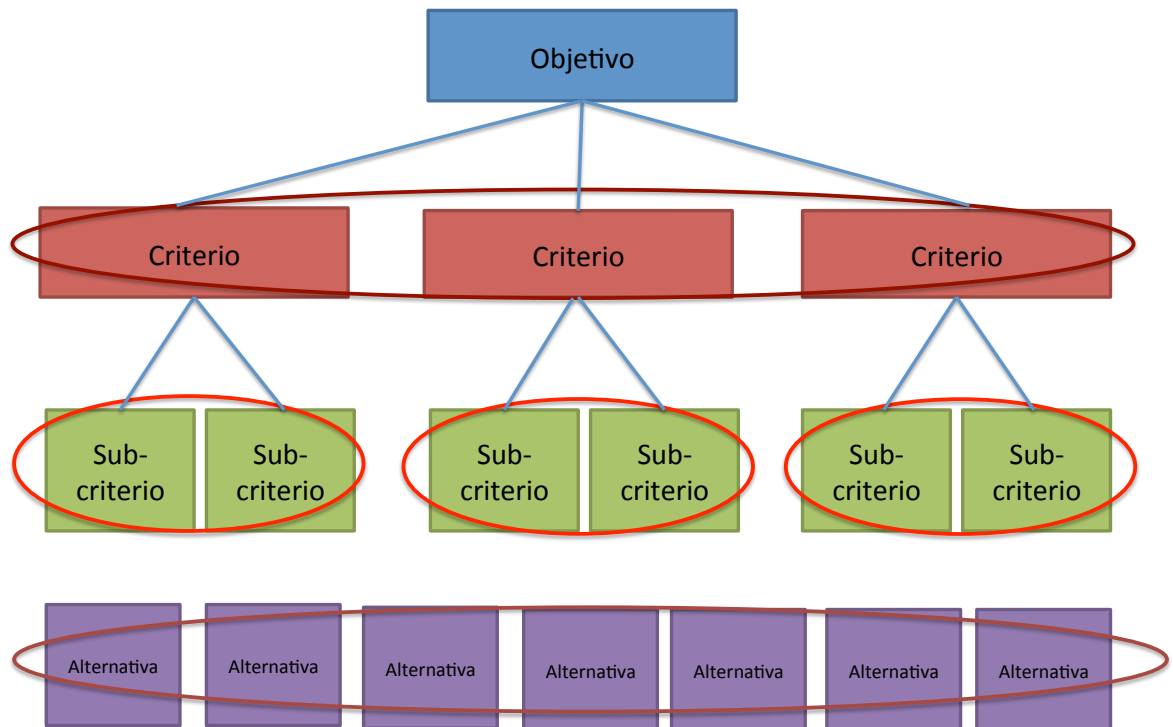 Objetivo
Criterio
Criterio
Criterio
Sub-
criterio
Sub-
criterio
Sub-
criterio
Sub-
criterio
Sub-
criterio
Sub-
criterio
Alternativa
Alternativa
Alternativa
Alternativa
Alternativa
Alternativa
Alternativa